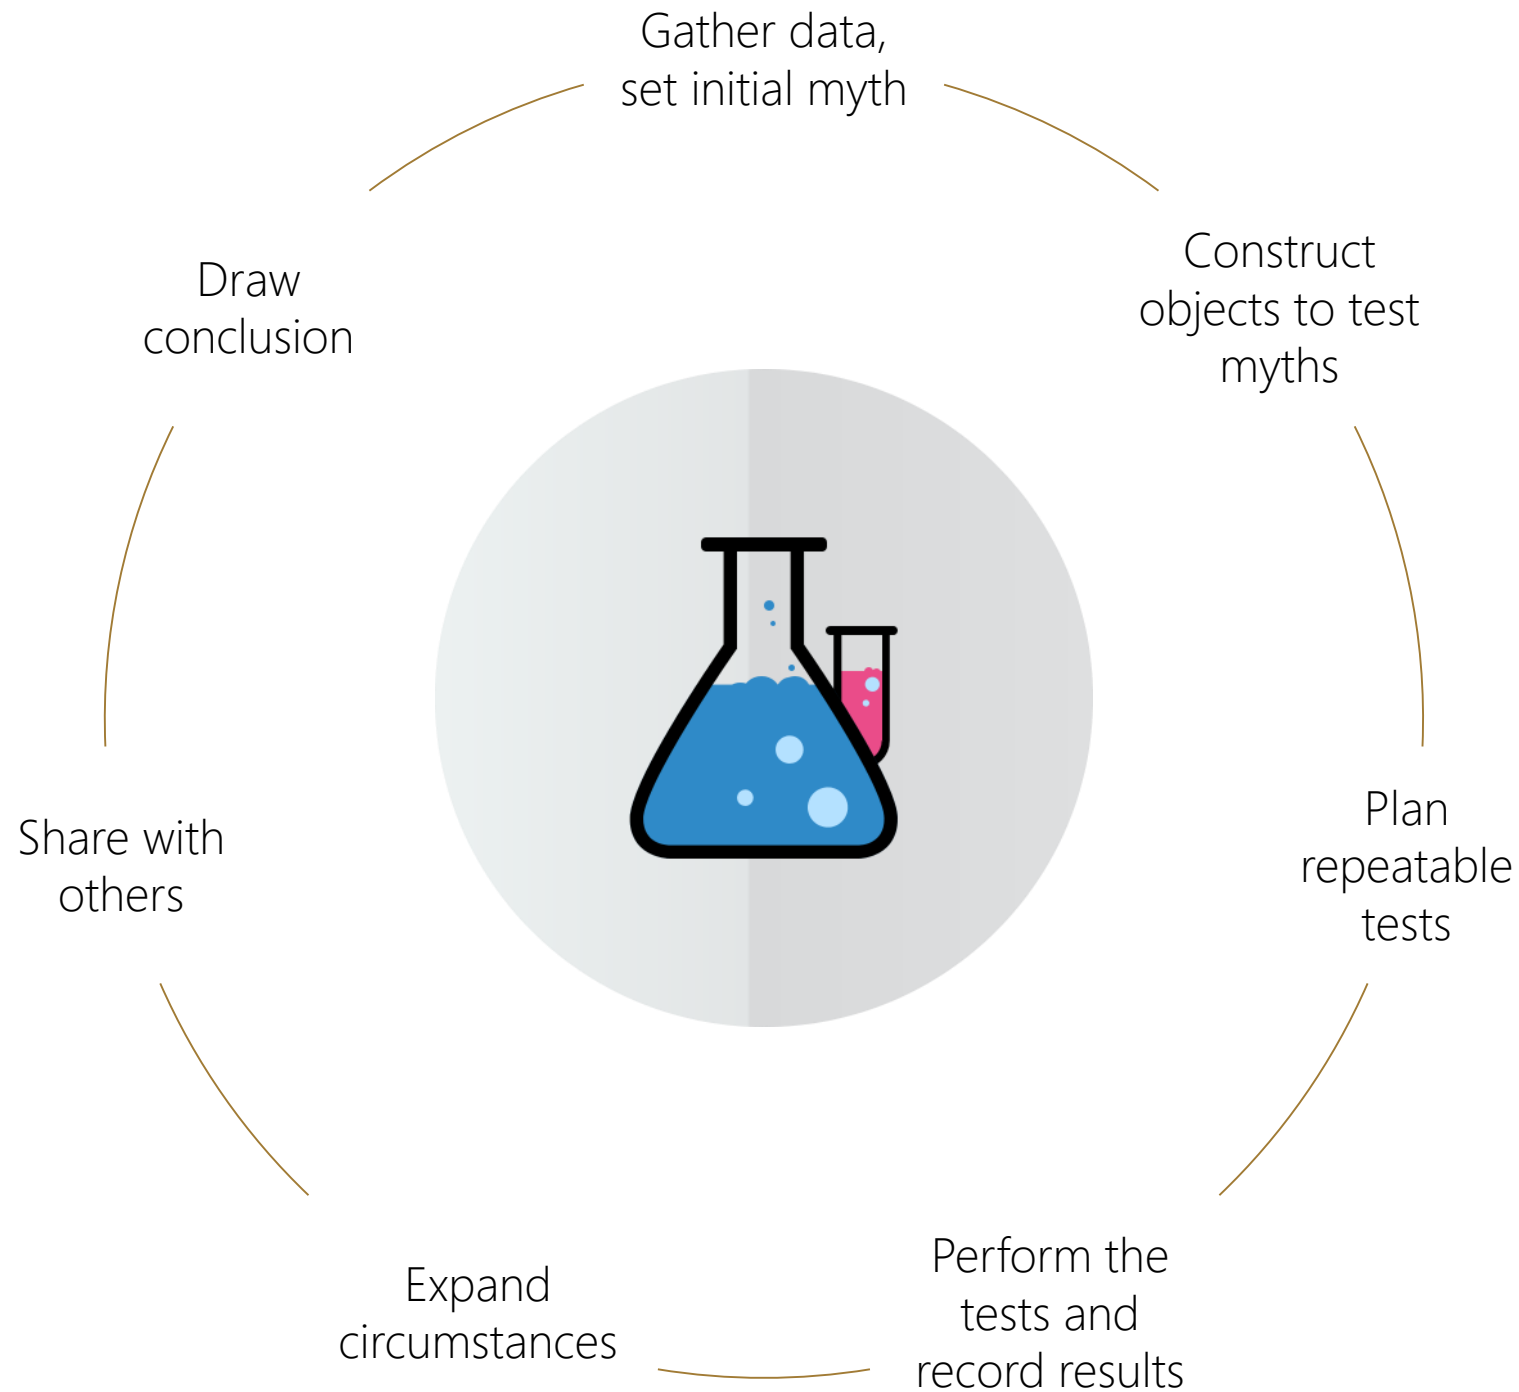 Gather data,
set initial myth
Construct
objects to test
myths
Plan
repeatable
tests
Perform the
tests and
record results
Expand
circumstances
Share with
others
Draw
conclusion